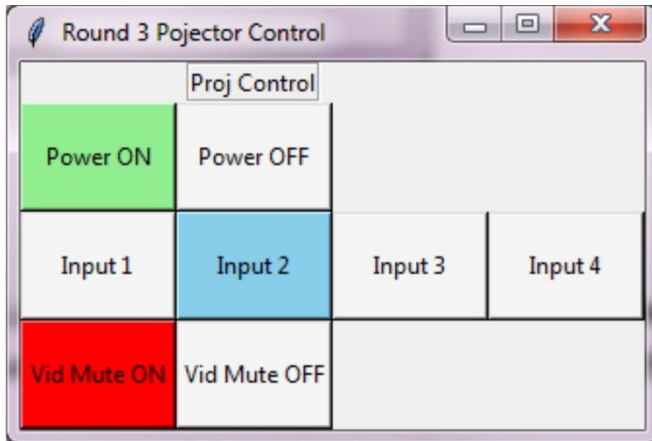 Round 3 Pojector Control
Proj Control
Power ON Power OFF
Input 1 Input 2 Input 3 Input 4
Vid Mute ON Vid Mute OFF